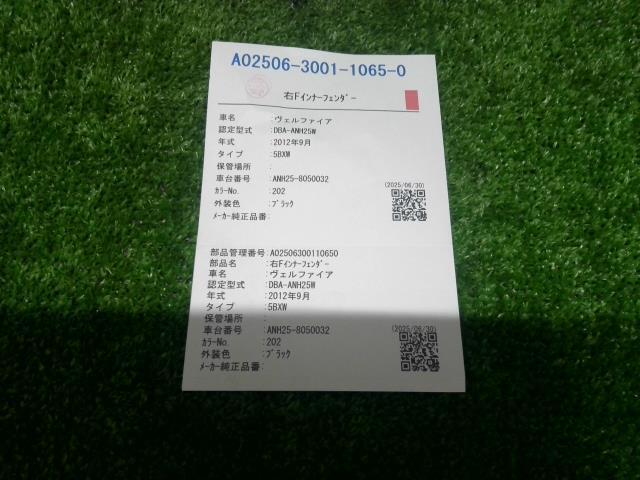 A02506-3001-1065-0
右Fｲﾝﾅｰﾌｪﾝﾀﾞｰ
車名 :ヴェルファイア
認定型式 :DBA-ANH25W
年式 :2012年9月
タイプ :5BXW
保管場所 :
車台番号 :ANH25-8050032
ｶﾗｰNo. :202
(2025/06/30)
外装色 :ﾌﾞﾗｯｸ
ﾒｰｶｰ純正品番:
部品管理番号:A02506300110650
部品名 :右Fｲﾝﾅｰﾌｪﾝﾀﾞｰ
車名 :ヴェルファイア
認定型式 :DBA-ANH25W
年式 :2012年9月
タイプ :5BXW
保管場所 :
車台番号 :ANH25-8050032
(2025/06/30)
ｶﾗｰNo. :202
外装色 :ﾌﾞﾗｯｸ
ﾒｰｶｰ純正品番: